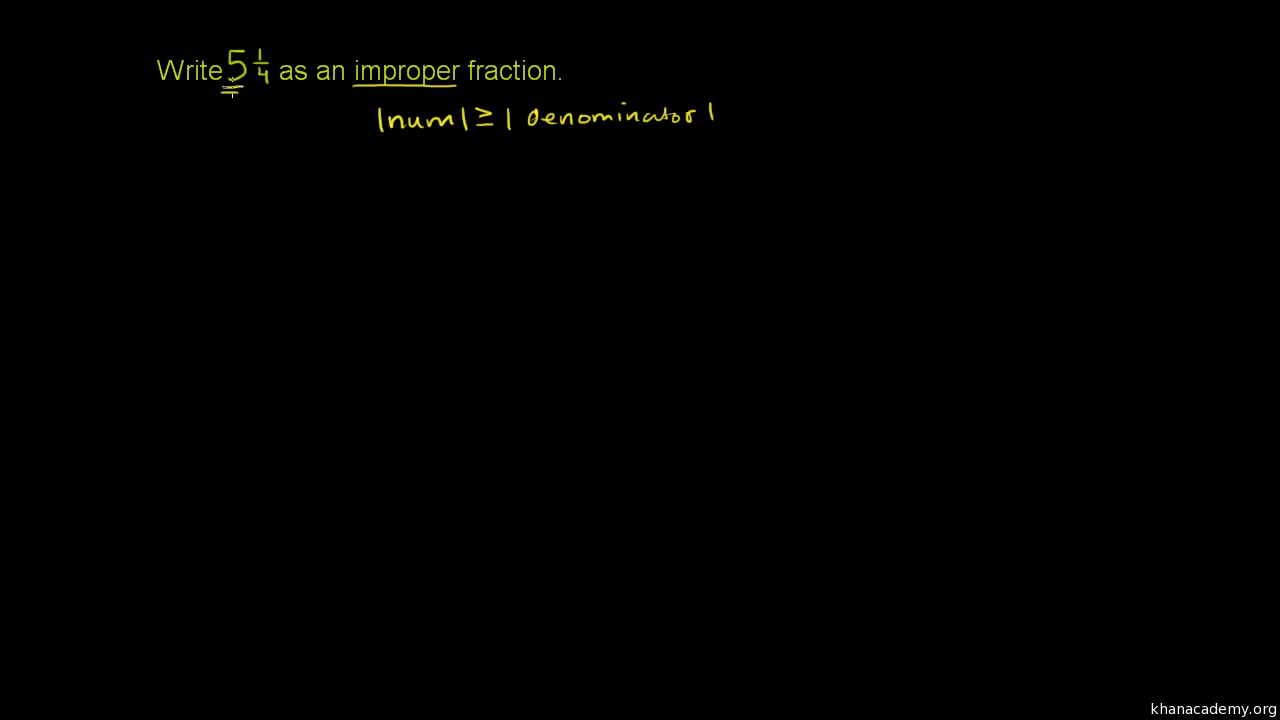 Write 5 1/4 as an improper fraction.
|num| ≥ | denominator |
khanacademy.org